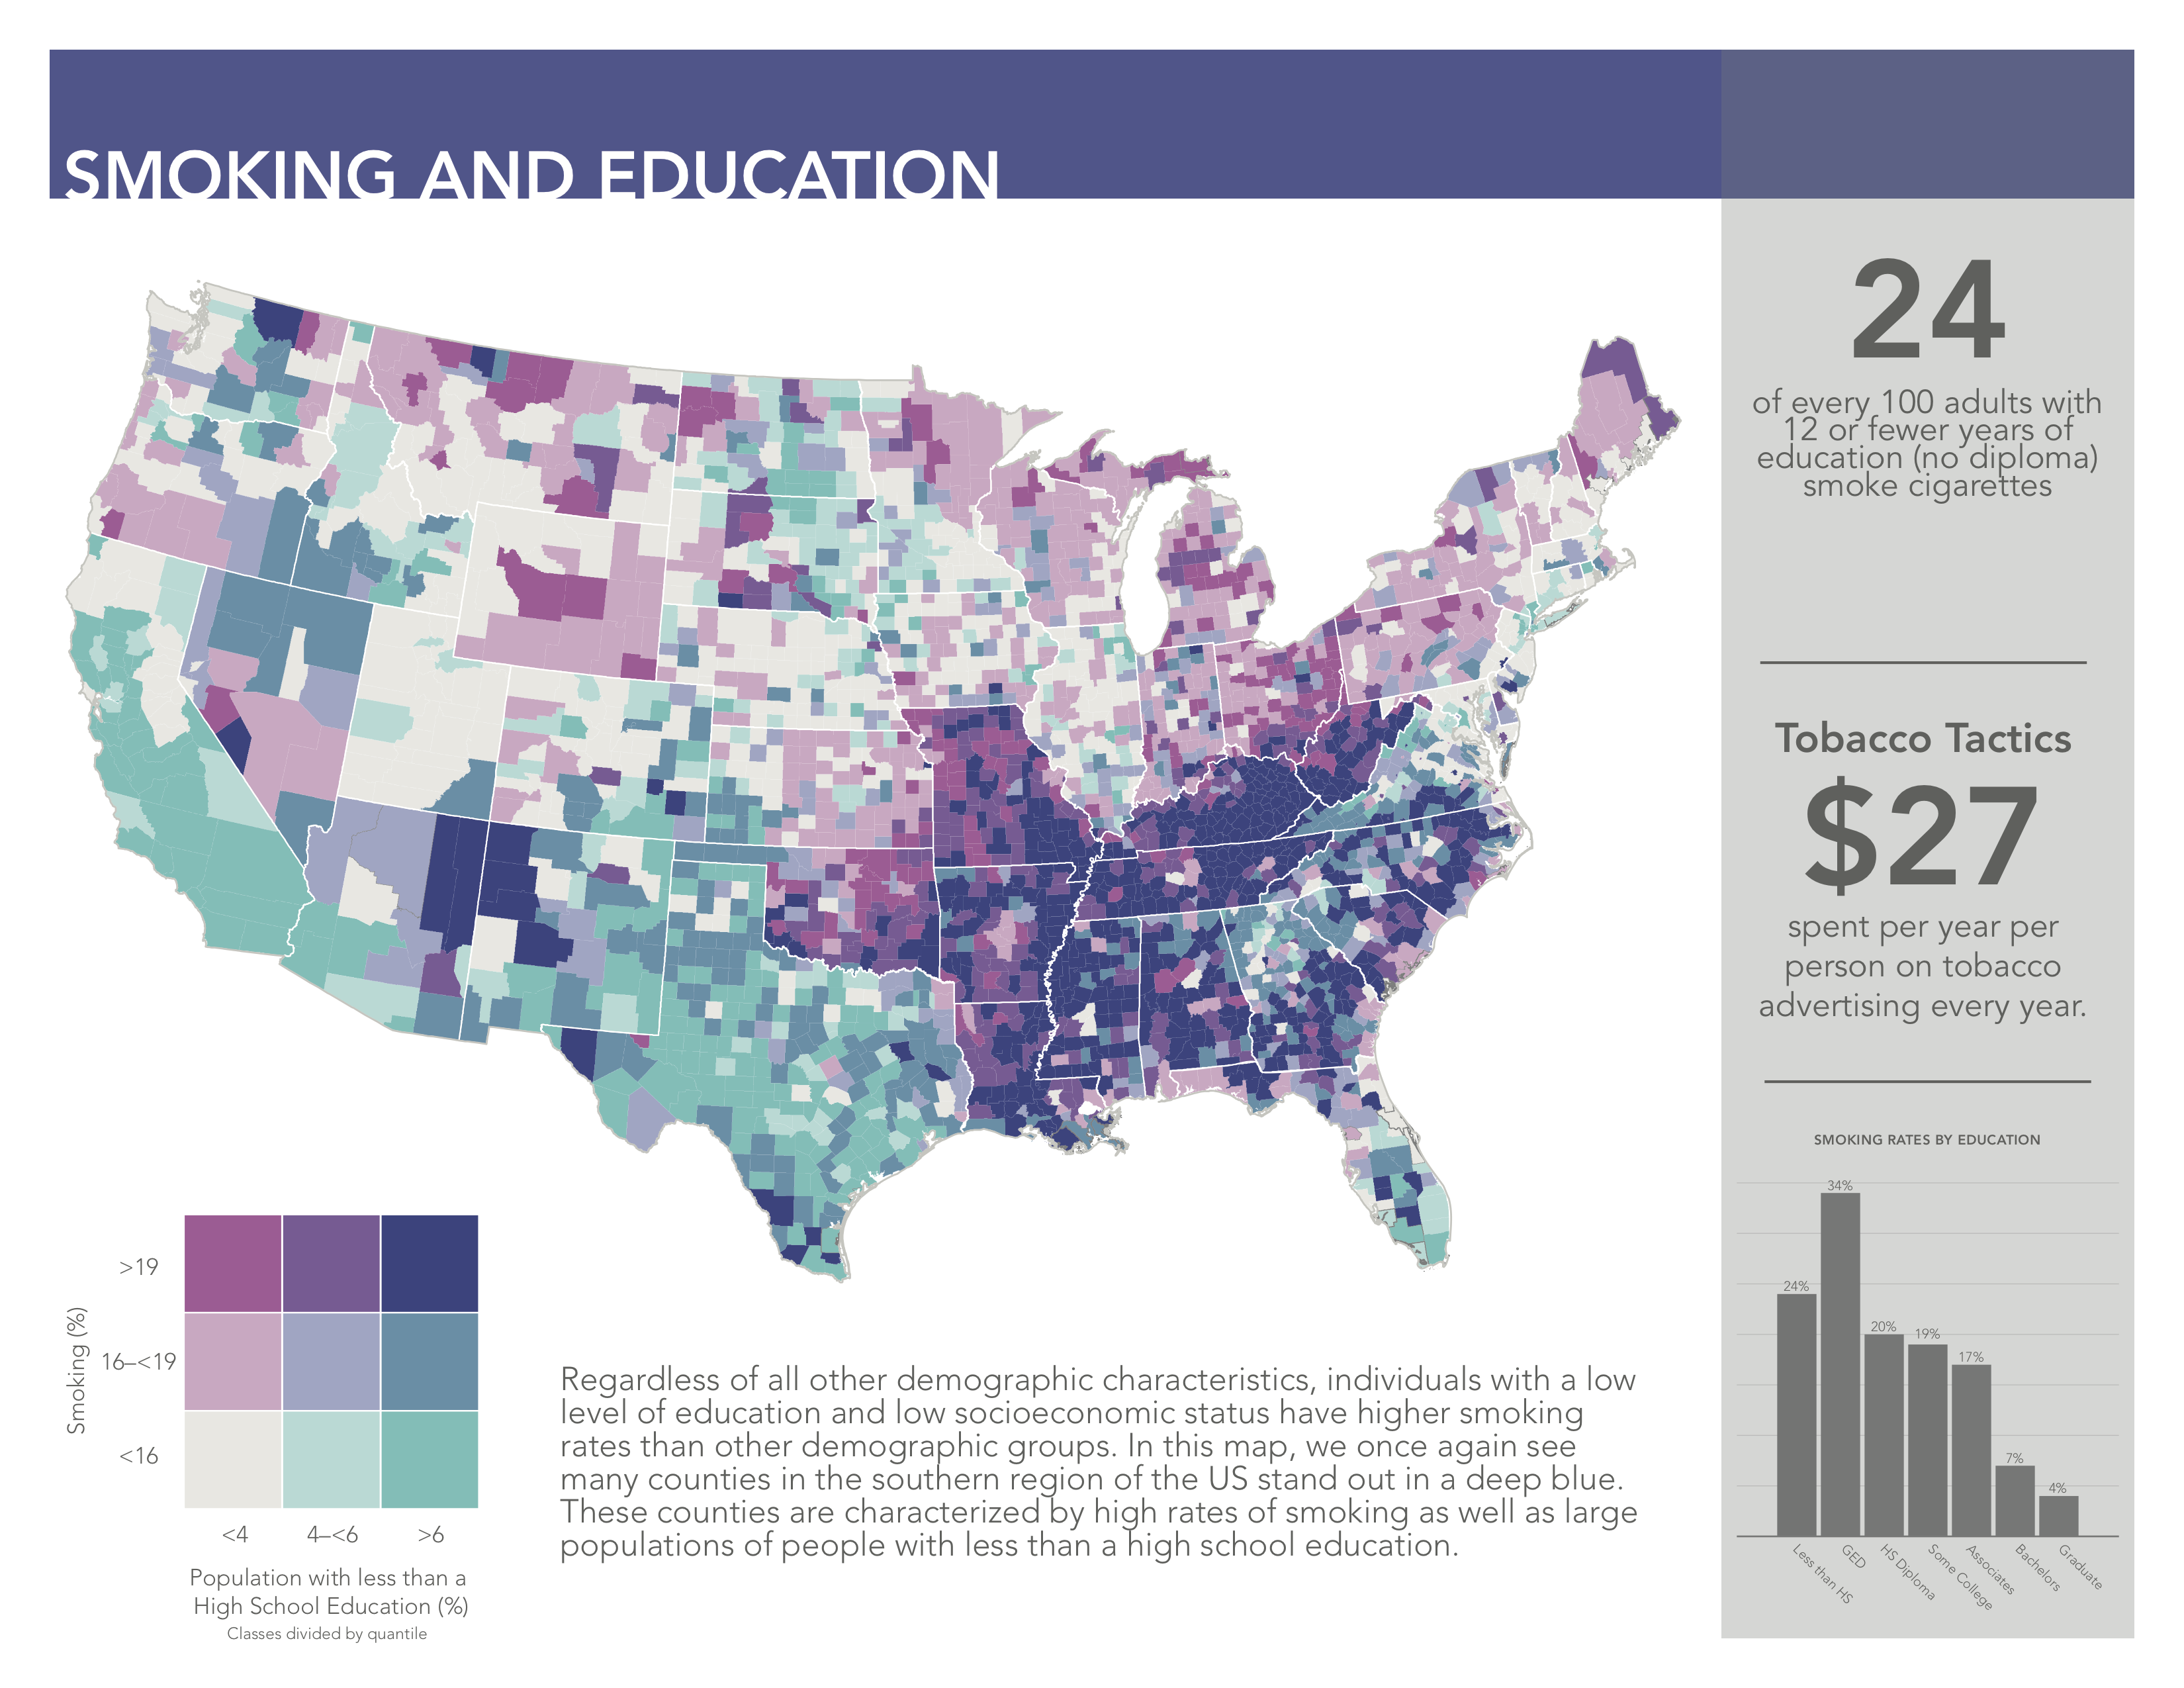 SMOKING AND EDUCATION
24
of every 100 adults with
12 or fewer years of
education (no diploma)
smoke cigarettes
Tobacco Tactics
$27
spent per year per
person on tobacco
advertising every year.
SMOKING RATES BY EDUCATION
34%
24%
20%
19%
17%
7%
4%
Less than HS
GED
HS Diploma
Some College
Associates
Bachelors
Graduate
Smoking (%)
>19
16–<19
<16
<4
4–<6
>6
Population with less than a
High School Education (%)
Classes divided by quantile
Regardless of all other demographic characteristics, individuals with a low
level of education and low socioeconomic status have higher smoking
rates than other demographic groups. In this map, we once again see
many counties in the southern region of the US stand out in a deep blue.
These counties are characterized by high rates of smoking as well as large
populations of people with less than a high school education.